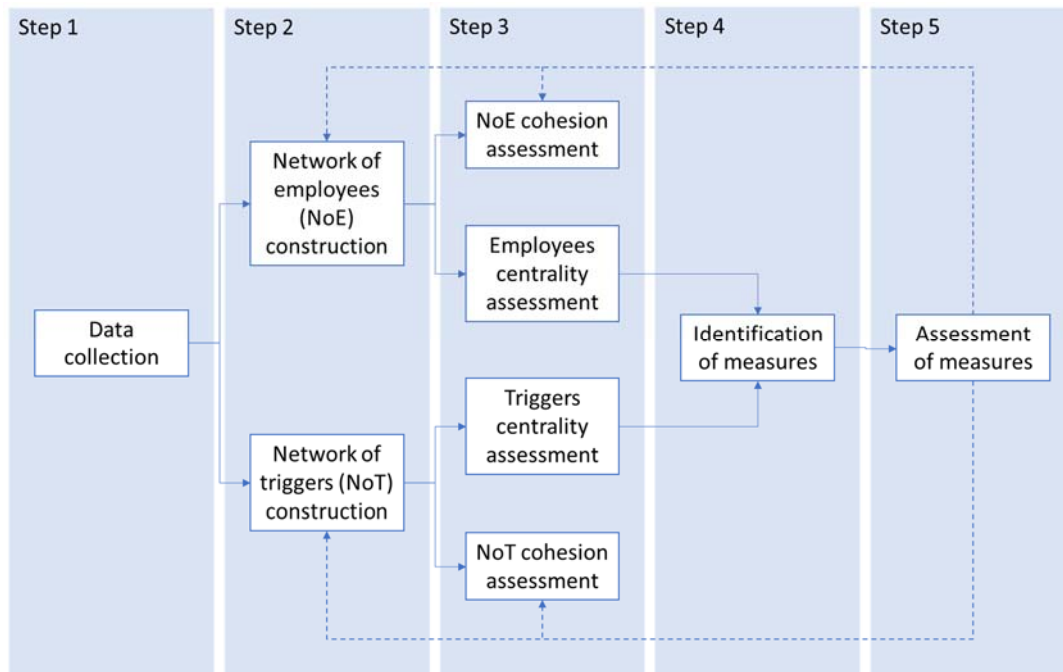 Step 1
Data
collection
Step 2
Network of
employees
(NoE)
construction
Network of
triggers (NoT)
construction
Step 3
NoE cohesion
assessment
Employees
centrality
assessment
Triggers
centrality
assessment
NoT cohesion
assessment
Step 4
Identification
of measures
Step 5
Assessment
of measures